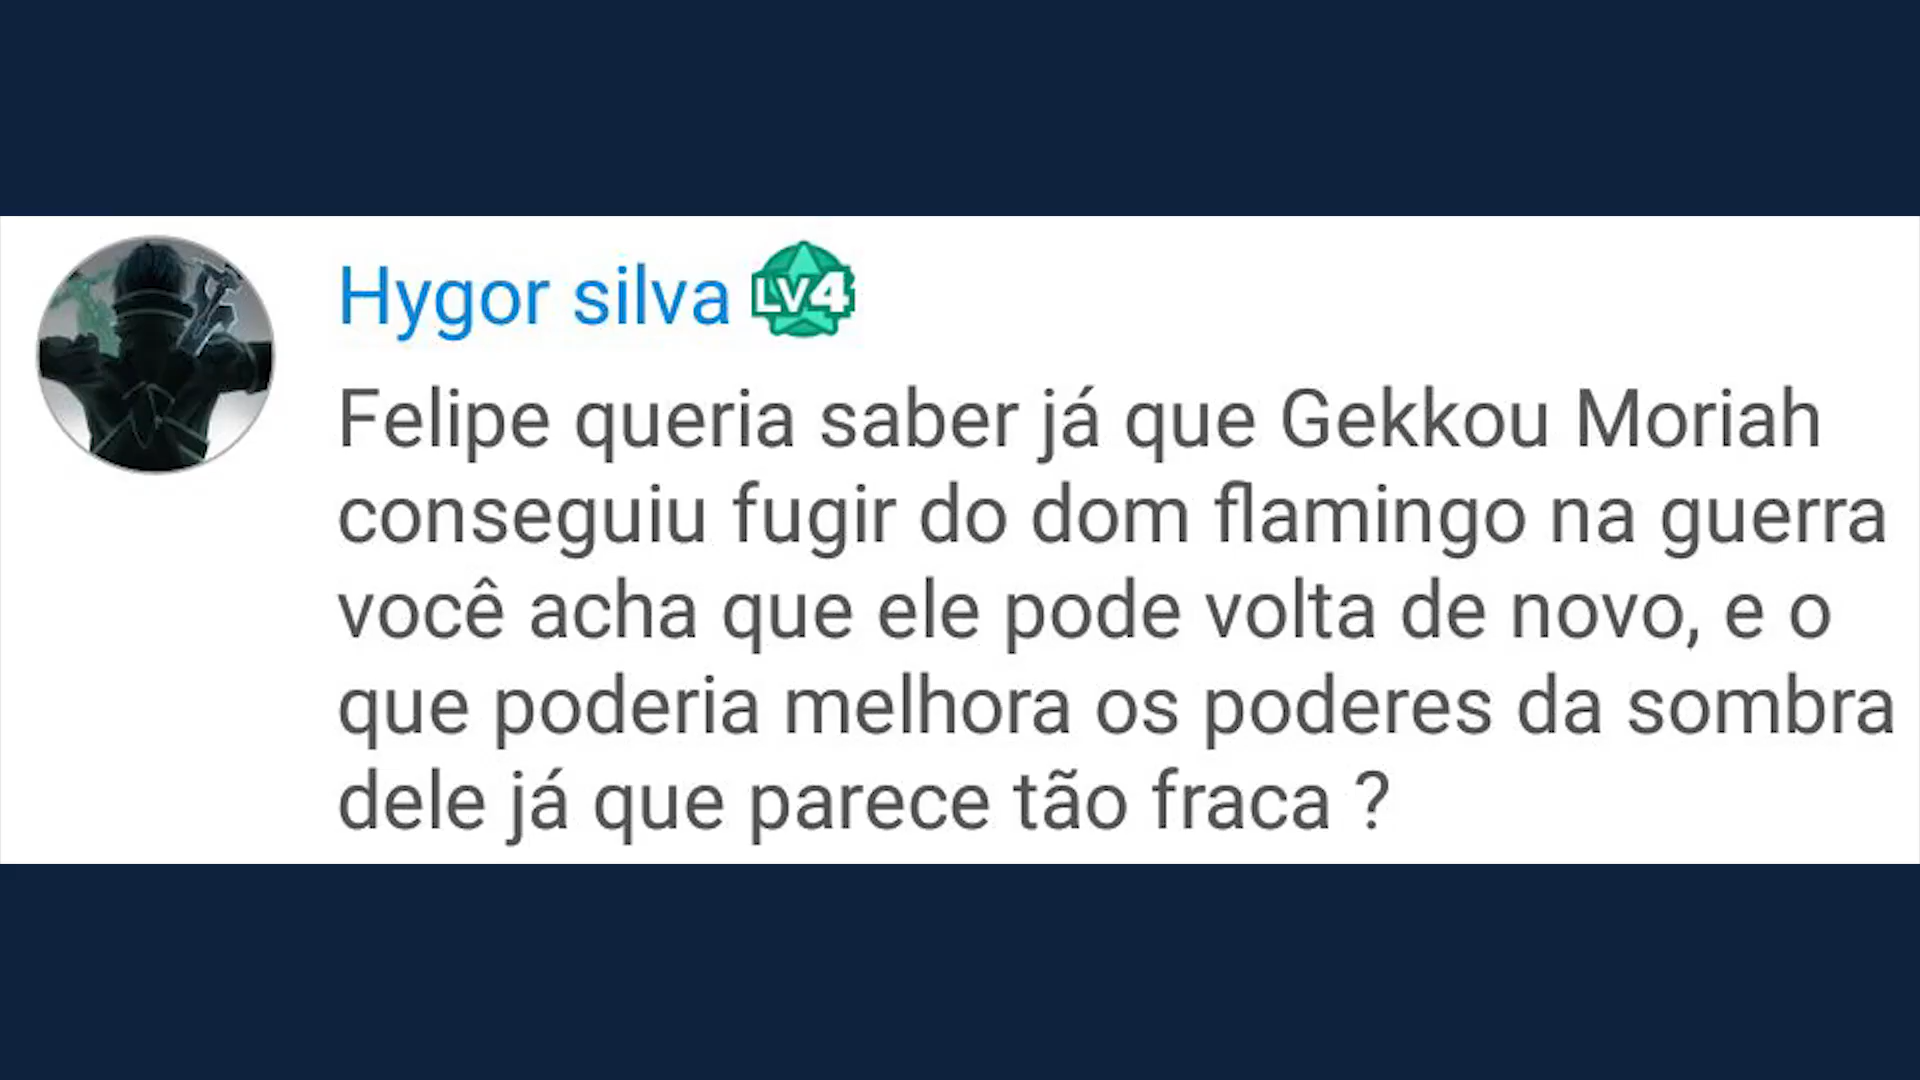 Hygor silva LV4
Felipe queria saber já que Gekkou Moriah
conseguiu fugir do dom flamingo na guerra
você acha que ele pode volta de novo, e o
que poderia melhora os poderes da sombra
dele já que parece tão fraca ?